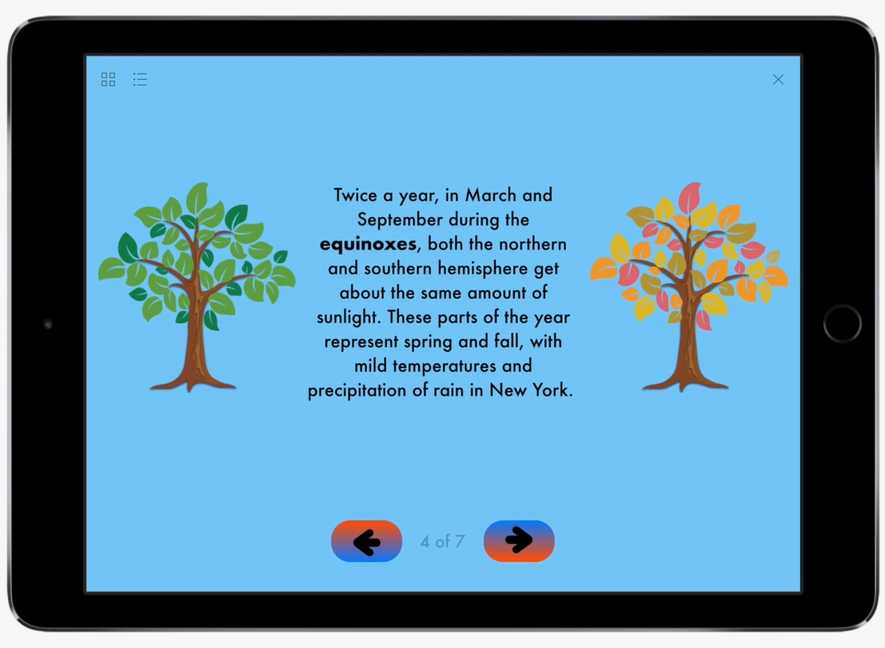 Twice a year, in March and
September during the
equinoxes, both the northern
and southern hemisphere get
about the same amount of
sunlight. These parts of the year
represent spring and fall, with
mild temperatures and
precipitation of rain in New York.
4 of 7